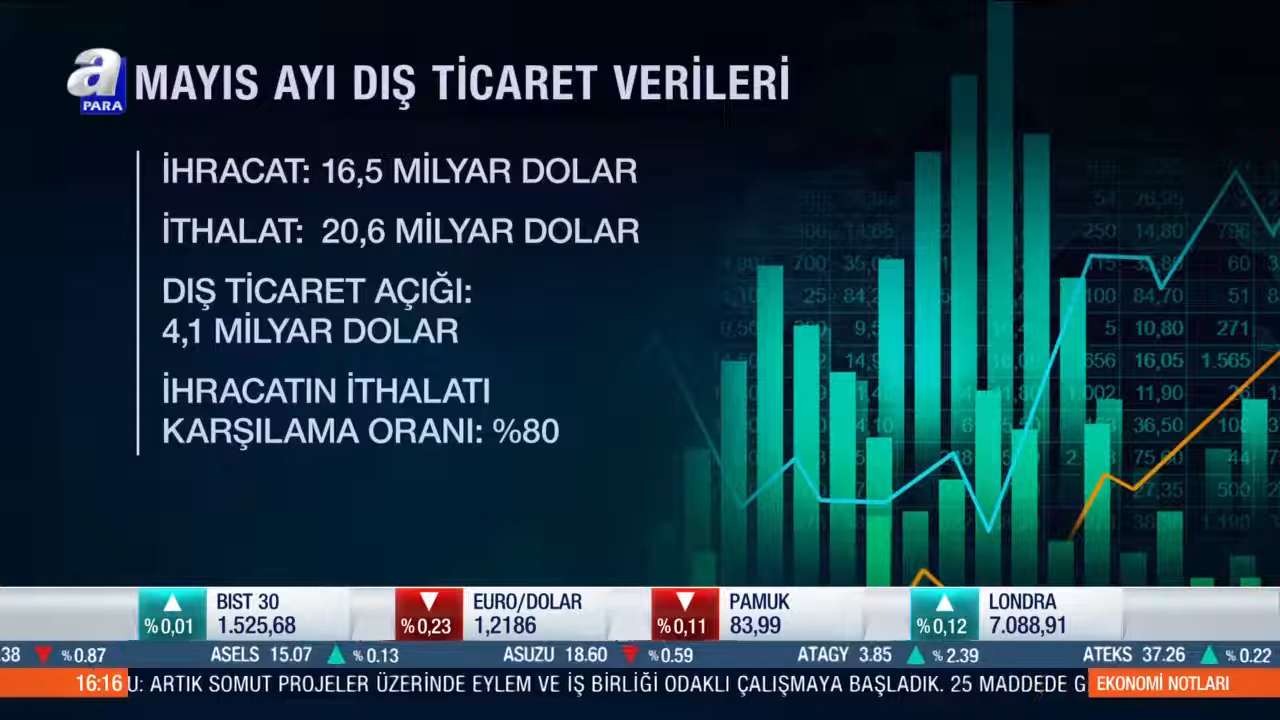 a
PARA
MAYIS AYI DIŞ TİCARET VERİLERİ
İHRACAT: 16,5 MİLYAR DOLAR
İTHALAT: 20,6 MİLYAR DOLAR
DIŞ TİCARET AÇIĞI:
4,1 MİLYAR DOLAR
İHRACATIN İTHALATI
KARŞILAMA ORANI: %80
%0,01 BIST 30 1.525,68
%0,23 EURO/DOLAR 1,2186
%0,11 PAMUK 83,99
%0,12 LONDRA 7.088,91
.38 %0.87 ASELS 15.07 %0.13 ASUZU 18.60 %0.59 ATAGY 3.85 %2.39 ATEKS 37.26 %0.22
16:16 U: ARTIK SOMUT PROJELER ÜZERİNDE EYLEM VE İŞ BİRLİĞİ ODAKLI ÇALIŞMAYA BAŞLADIK. 25 MADDEDE G EKONOMİ NOTLARI